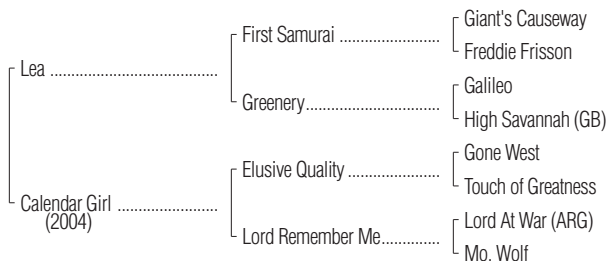 Giant's Causeway
First Samurai ........................
Freddie Frisson
Lea ........................................
Galileo
Greenery................................
High Savannah (GB)
Gone West
Elusive Quality ......................
Touch of Greatness
Calendar Girl ........................
(2004)
Lord At War (ARG)
Lord Remember Me..............
Mo. Wolf